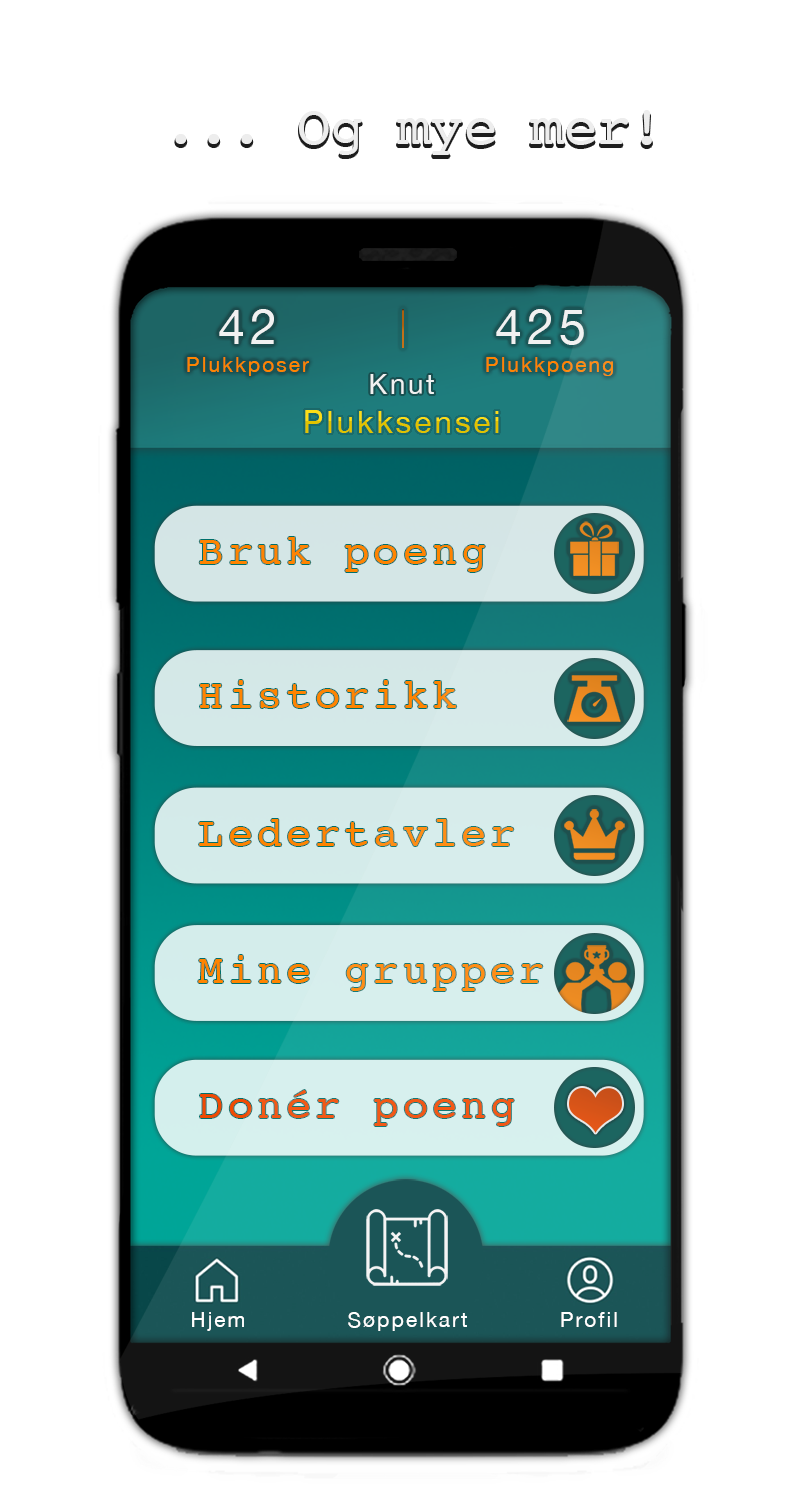 ... Og mye mer!
42
425
Plukkposer
Plukkpoeng
Knut
Plukksensei
Bruk poeng
Historikk
Ledertavler
Mine grupper
Donér poeng
Hjem
Søppelkart
Profil